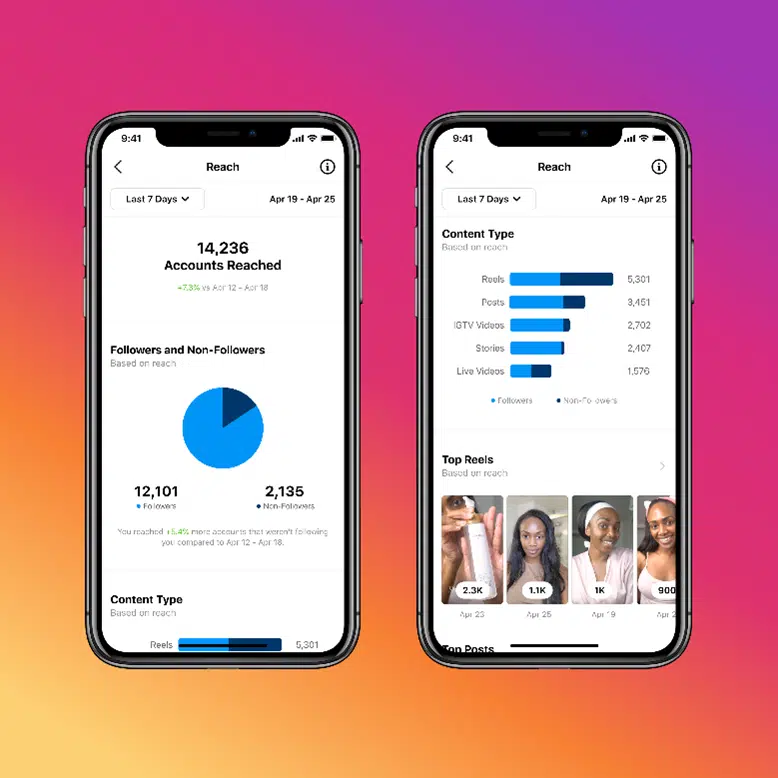 9:41
Reach
Last 7 Days
Apr 19 - Apr 25
14,236
Accounts Reached
+7.3% vs Apr 12 - Apr 18
Followers and Non-Followers
Based on reach
12,101
Followers
2,135
Non-Followers
You reached +5.4% more accounts that weren't following
you compared to Apr 12 - Apr 18.
Content Type
Based on reach
Reels 5,301
9:41
Reach
Last 7 Days
Apr 19 - Apr 25
Content Type
Based on reach
Reels 5,301
Posts 3,451
IGTV Videos 2,702
Stories 2,407
Live Videos 1,576
Followers Non-Followers
Top Reels
Based on reach
2.3K 1.1K 1K 900
Apr 23 Apr 25 Apr 19 Apr 2
Top Posts